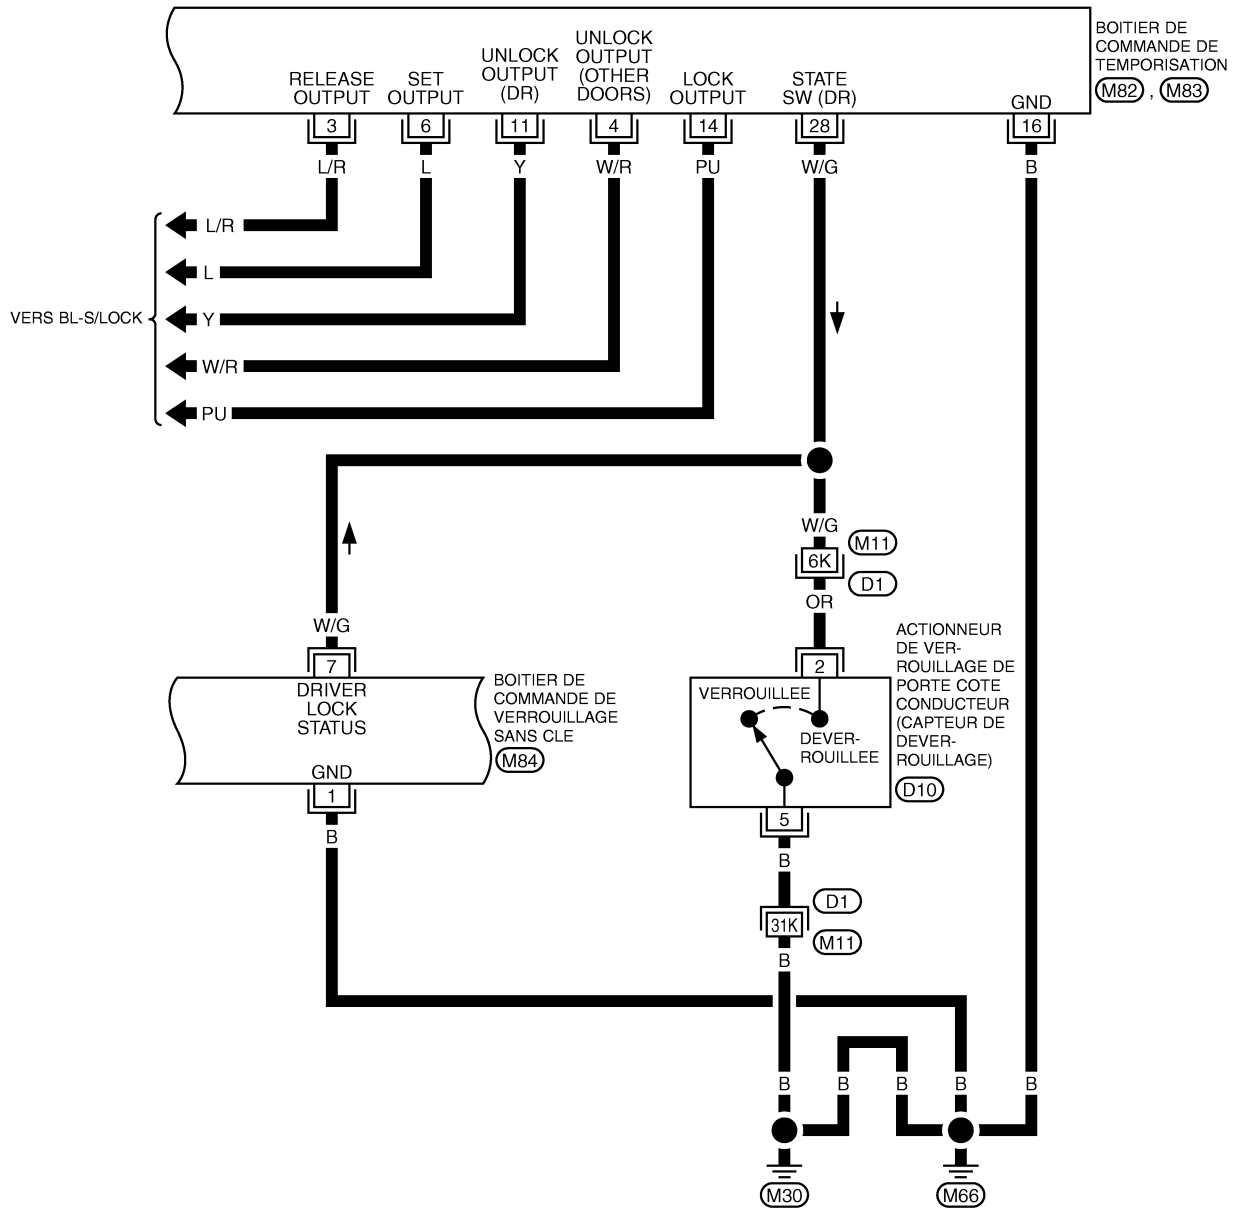 BOITIER DE
COMMANDE DE
TEMPORISATION
M82 , M83
RELEASE
OUTPUT
SET
OUTPUT
UNLOCK
OUTPUT
(DR)
UNLOCK
OUTPUT
(OTHER
DOORS)
LOCK
OUTPUT
STATE
SW (DR)
GND
3
6
11
4
14
28
16
L/R
L
Y
W/R
PU
W/G
B
L/R
L
VERS BL-S/LOCK
Y
W/R
PU
W/G
M11
6K
D1
OR
W/G
7
DRIVER
LOCK
STATUS
GND
1
B
BOITIER DE
COMMANDE DE
VERROUILLAGE
SANS CLE
M84
2
VERROUILLEE
DEVER-
ROUILLEE
5
ACTIONNEUR
DE VER-
ROUILLAGE DE
PORTE COTE
CONDUCTEUR
(CAPTEUR DE
DEVER-
ROUILLAGE)
D10
B
D1
31K
M11
B
B
B
B
B
B
M30
M66